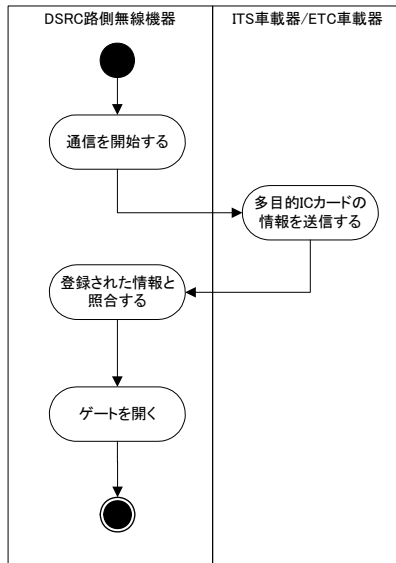 DSRC路側無線機器
ITS車載器/ETC車載器
通信を開始する
多目的ICカードの
情報を送信する
登録された情報と
照合する
ゲートを開く